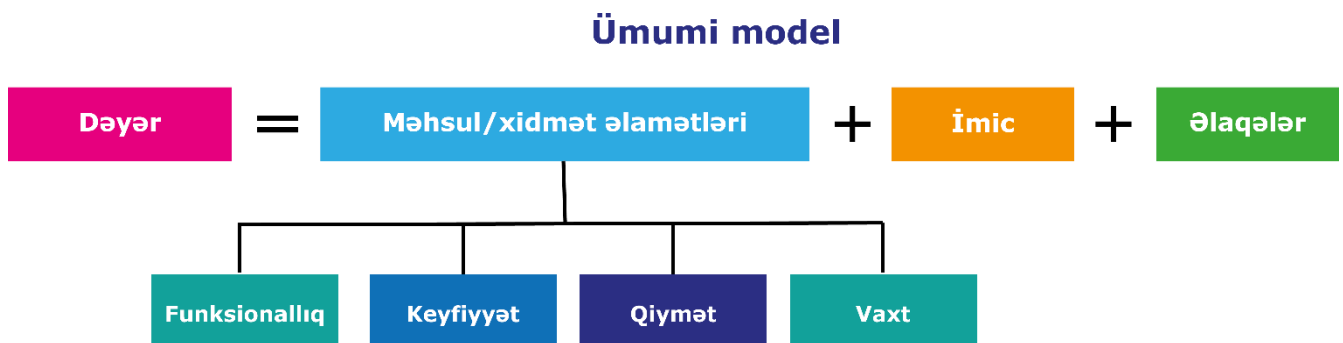 Ümumi model
Dəyər = Məhsul/xidmət əlamətləri + İmic + Əlaqələr
Funksionallıq Keyfiyyət Qiymət Vaxt